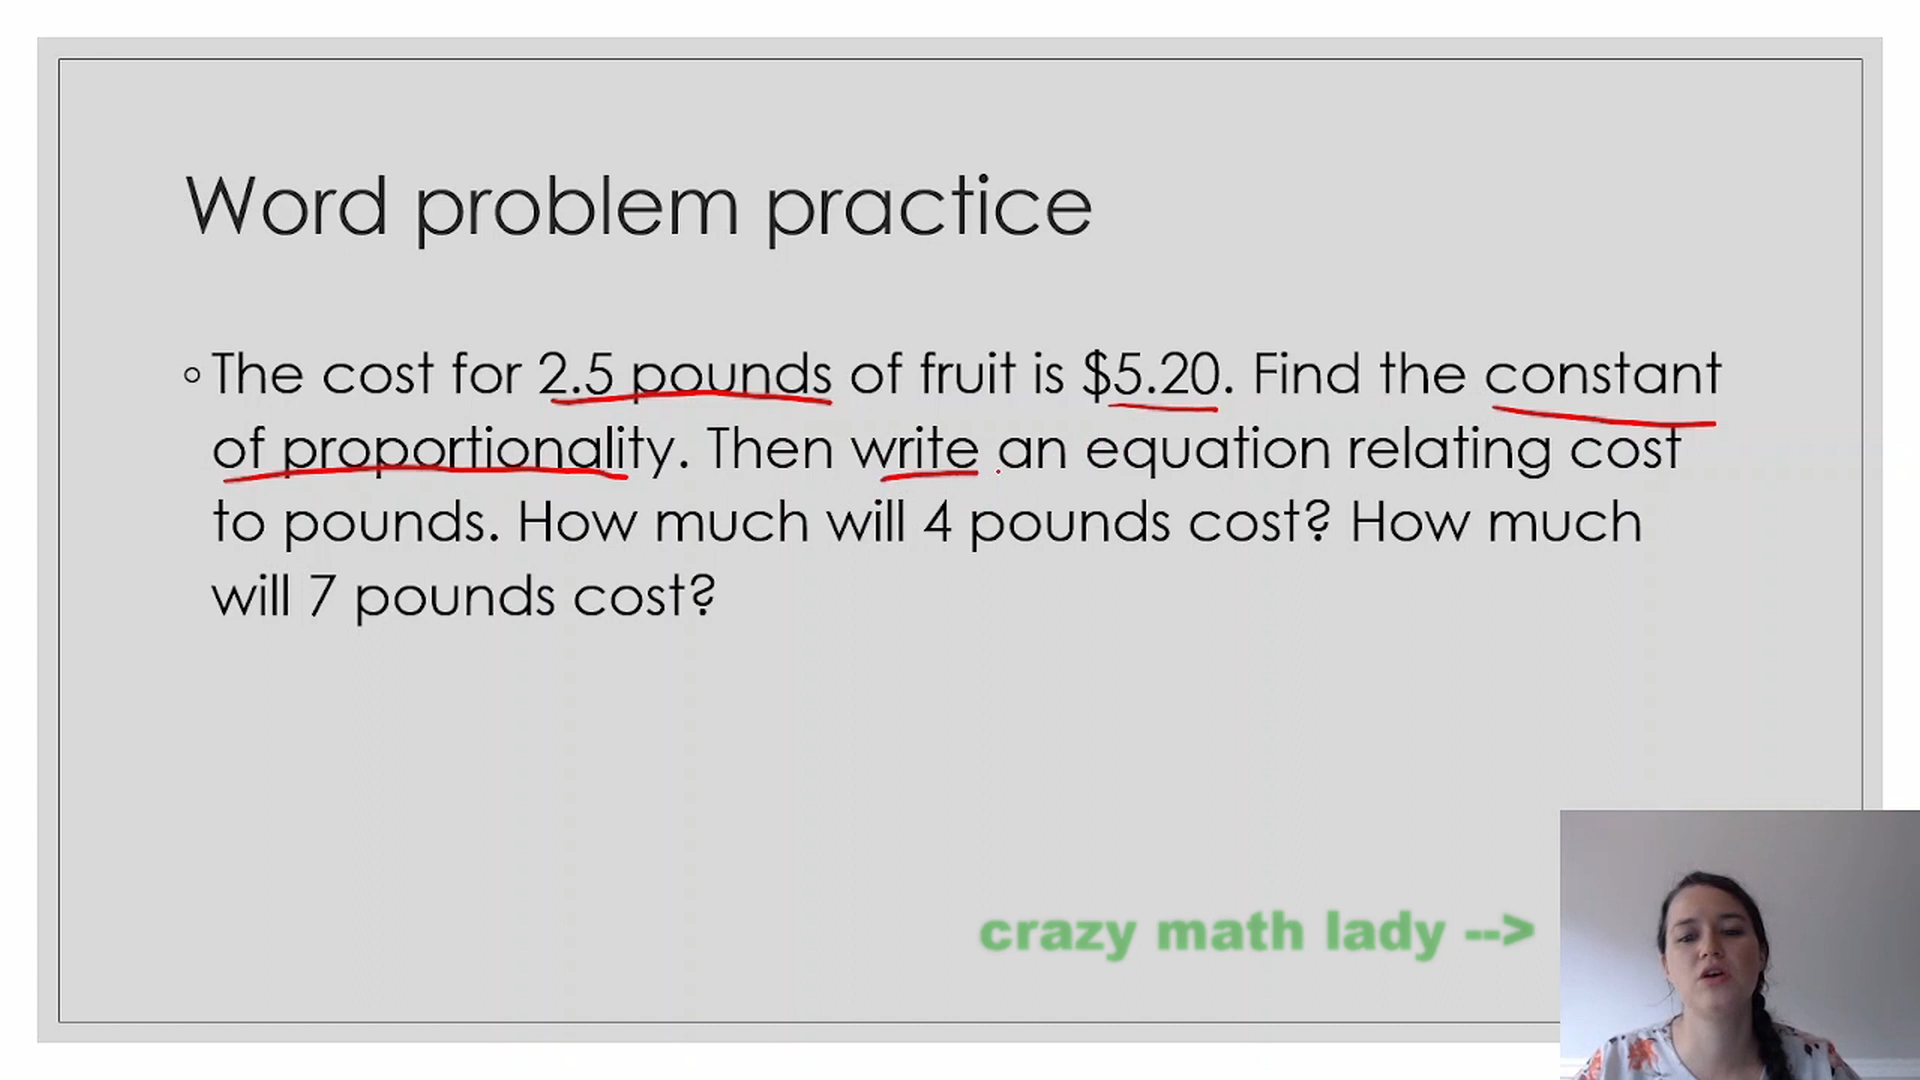 Word problem practice
◦ The cost for 2.5 pounds of fruit is $5.20. Find the constant
of proportionality. Then write an equation relating cost
to pounds. How much will 4 pounds cost? How much
will 7 pounds cost?
crazy math lady -->